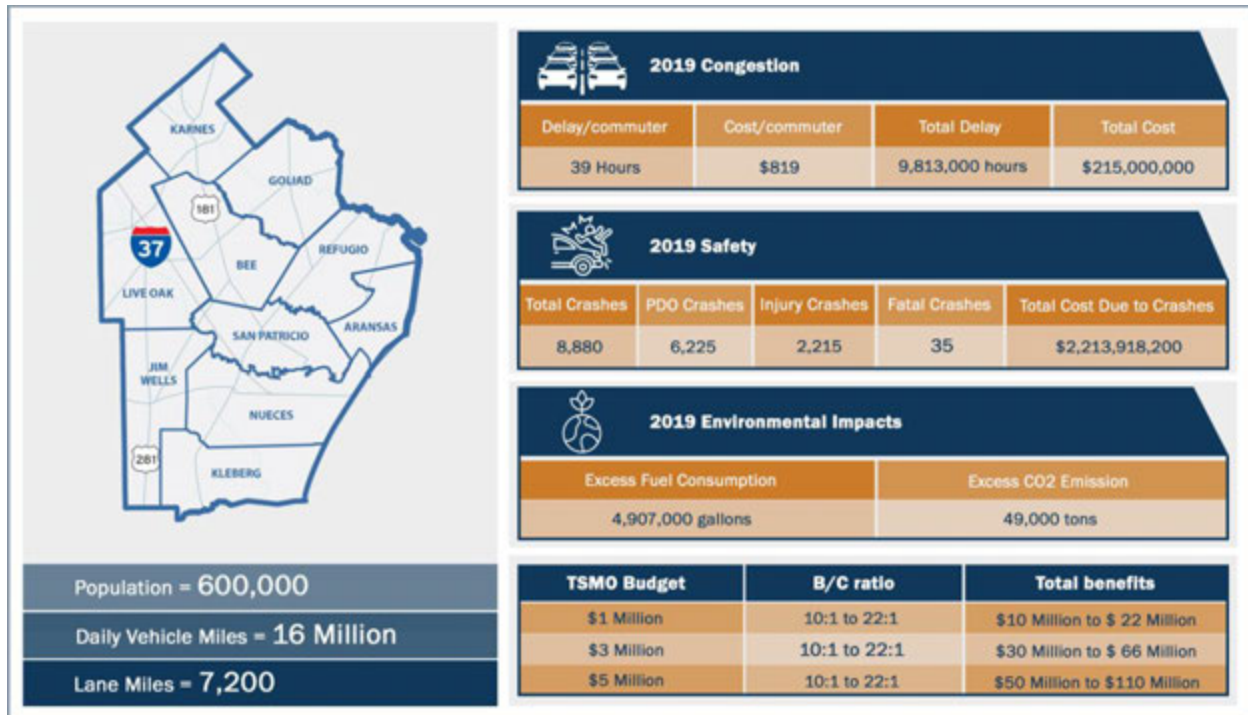 KARNES
GOLIAD
181
37
REFUGIO
BEE
LIVE OAK
SAN PATRICIO
ARANSAS
JIM
WELLS
NUECES
281
KLEBERG
Population = 600,000
Daily Vehicle Miles = 16 Million
Lane Miles = 7,200
2019 Congestion
Delay/commuter Cost/commuter Total Delay Total Cost
39 Hours $819 9,813,000 hours $215,000,000
2019 Safety
Total Crashes PDO Crashes Injury Crashes Fatal Crashes Total Cost Due to Crashes
8,880 6,225 2,215 35 $2,213,918,200
2019 Environmental Impacts
Excess Fuel Consumption Excess CO2 Emission
4,907,000 gallons 49,000 tons
TSMO Budget B/C ratio Total benefits
$1 Million 10:1 to 22:1 $10 Million to $ 22 Million
$3 Million 10:1 to 22:1 $30 Million to $ 66 Million
$5 Million 10:1 to 22:1 $50 Million to $110 Million